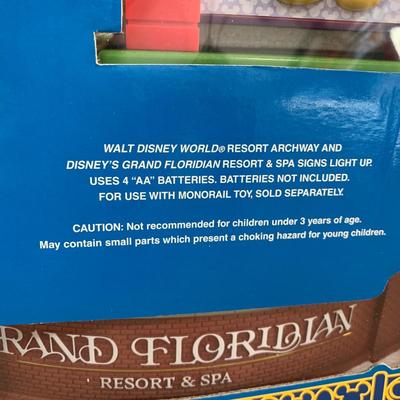 WALT DISNEY WORLD® RESORT ARCHWAY AND
DISNEY'S GRAND FLORIDIAN RESORT & SPA SIGNS LIGHT UP.
USES 4 "AA" BATTERIES. BATTERIES NOT INCLUDED.
FOR USE WITH MONORAIL TOY, SOLD SEPARATELY.
CAUTION: Not recommended for children under 3 years of age.
May contain small parts which present a choking hazard for young children.
RAND FLORIDIAN
RESORT & SPA